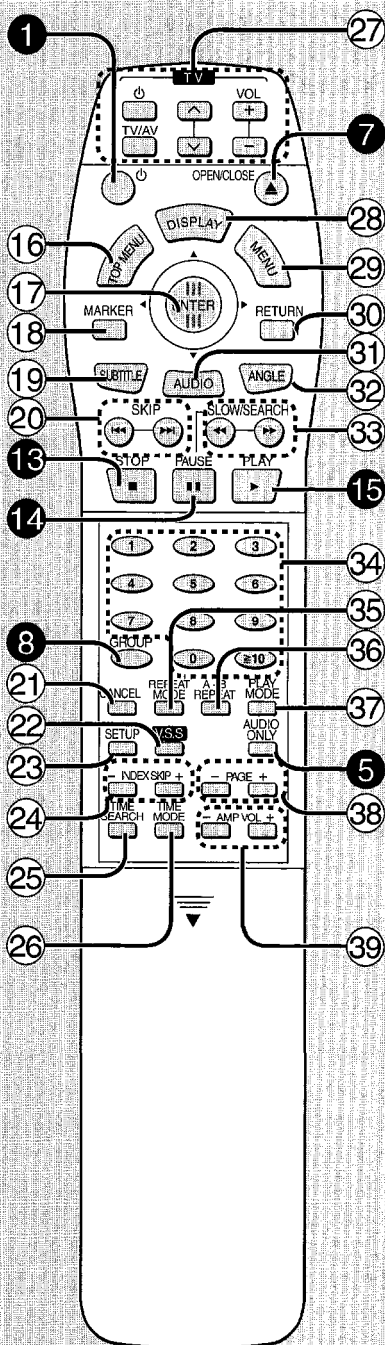 1 27
TV
⏻ VOL
∧ +
TV/AV
∨ −
7
⏻ OPEN/CLOSE ▲
DISPLAY 28
16 TOP MENU MENU 29
17 ENTER
18 MARKER RETURN 30
31
19 SUBTITLE AUDIO ANGLE 32
20 SKIP SLOW/SEARCH 33
13 STOP PAUSE PLAY
14 15
1 2 3
34
4 5 6
7 8 9 35
8 GROUP 0 ≧10 36
21 CANCEL REPEAT MODE A-B REPEAT PLAY MODE 37
22 SETUP V.S.S AUDIO ONLY
23 5
− INDEX SKIP + − PAGE + 38
24
TIME SEARCH TIME MODE − AMP VOL +
25
26 39